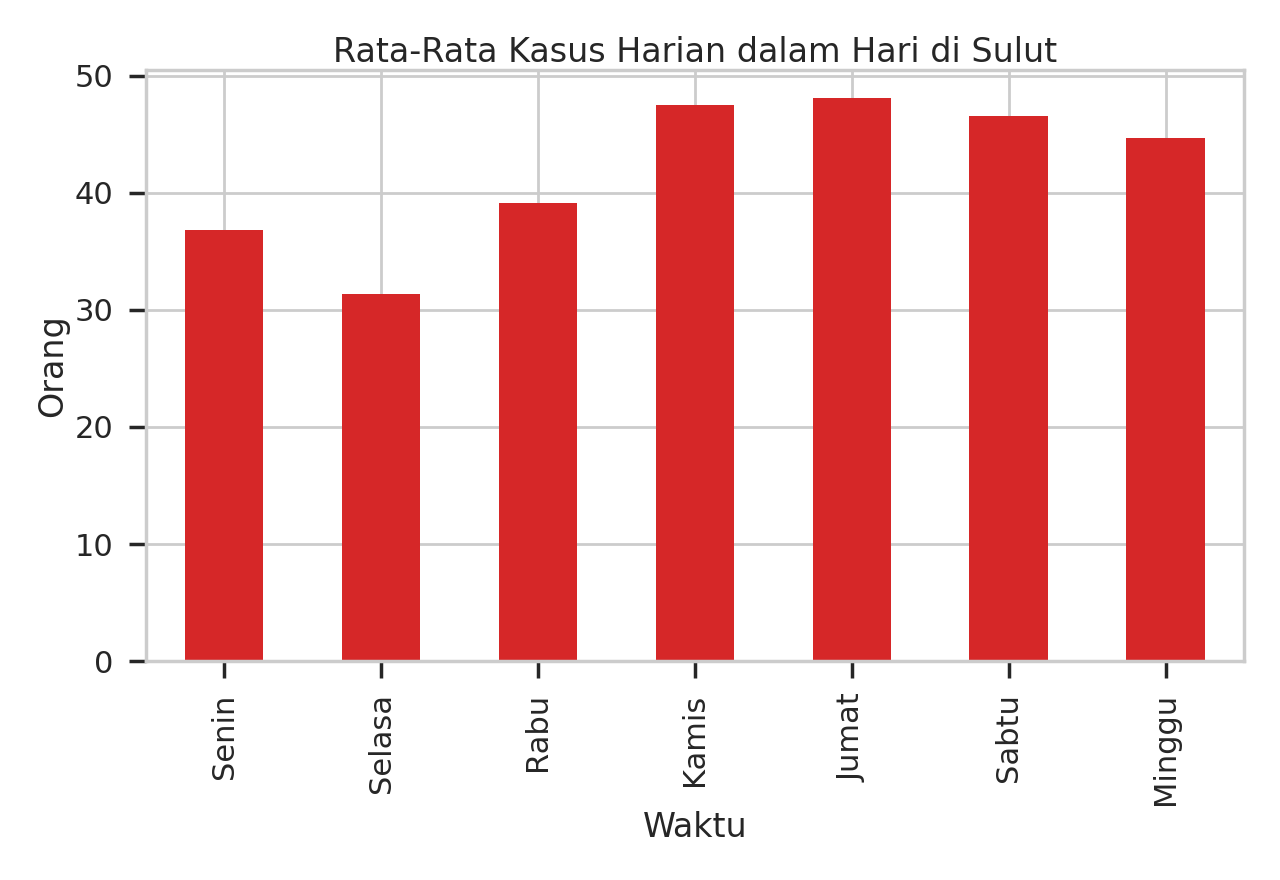 Rata-Rata Kasus Harian dalam Hari di Sulut
50
40
30
20
10
0
Orang
Senin
Selasa
Rabu
Kamis
Jumat
Sabtu
Minggu
Waktu